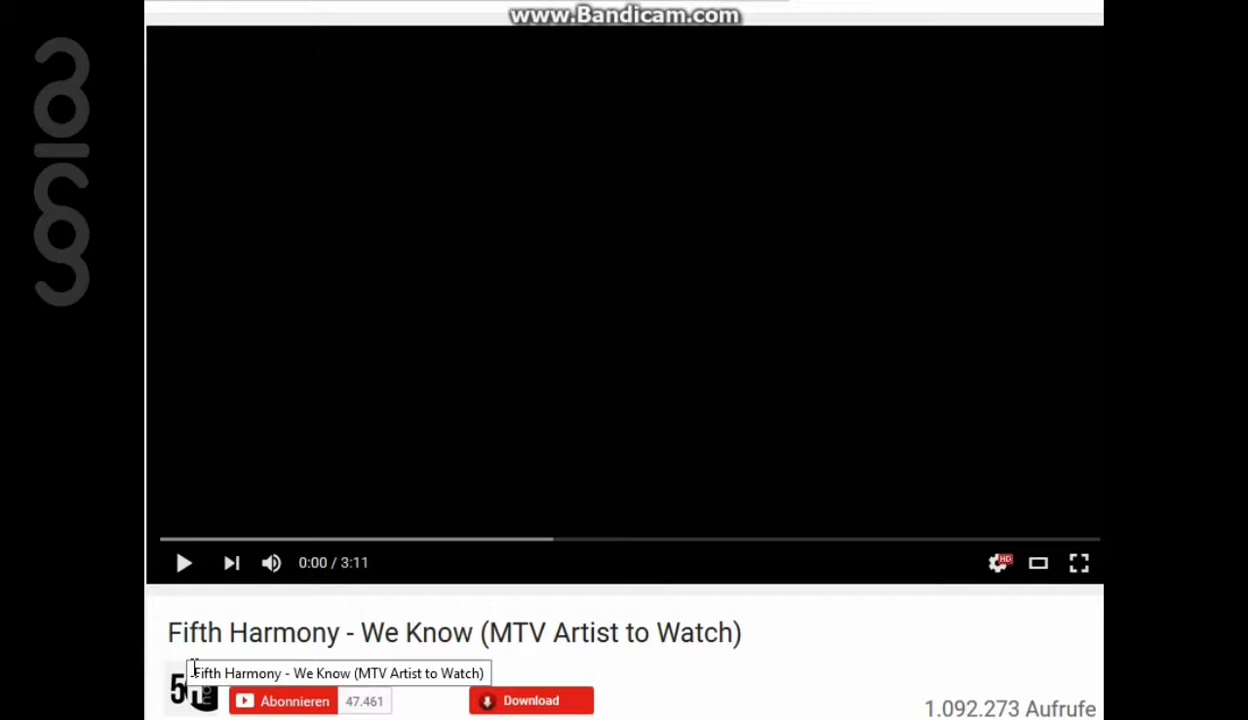 www.Bandicam.com
0:00 / 3:11
HD
Fifth Harmony - We Know (MTV Artist to Watch)
Fifth Harmony - We Know (MTV Artist to Watch)
Abonnieren 47.461 Download
1.092.273 Aufrufe